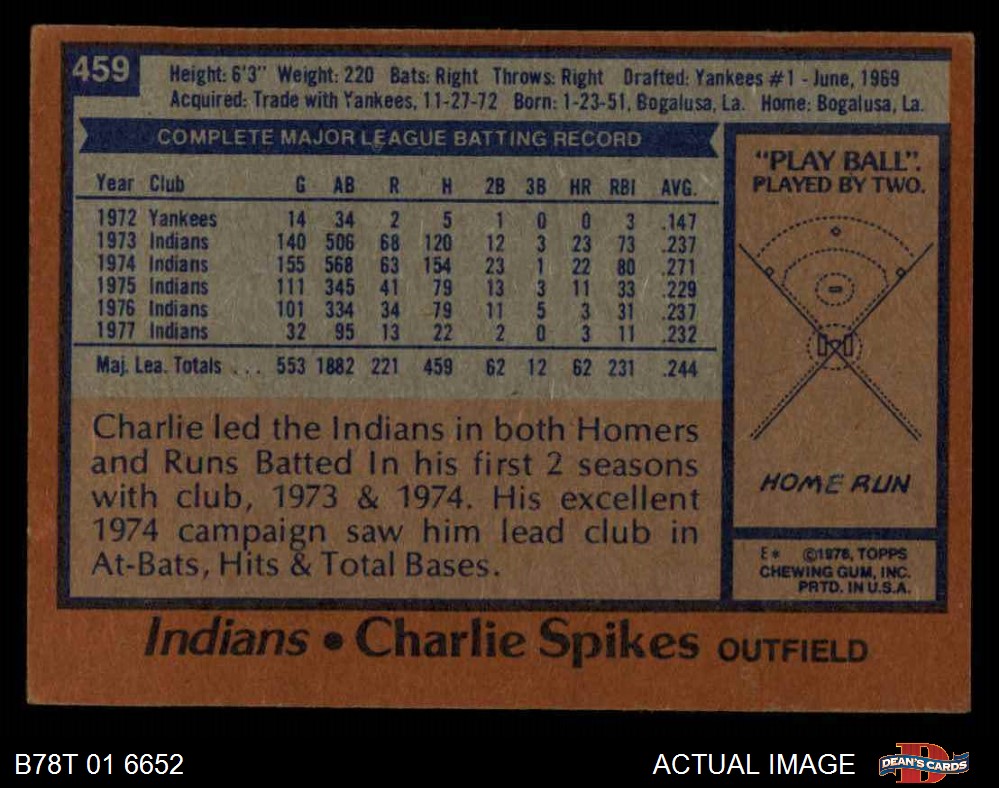 459
Height: 6'3" Weight: 220 Bats: Right Throws: Right Drafted: Yankees #1 - June, 1969
Acquired: Trade with Yankees, 11-27-72 Born: 1-23-51, Bogalusa, La. Home: Bogalusa, La.
COMPLETE MAJOR LEAGUE BATTING RECORD
Year Club G AB R H 2B 3B HR RBI AVG.
1972 Yankees 14 34 2 5 1 0 0 3 .147
1973 Indians 140 506 68 120 12 3 23 73 .237
1974 Indians 155 568 63 154 23 1 22 80 .271
1975 Indians 111 345 41 79 13 3 11 33 .229
1976 Indians 101 334 34 79 11 5 3 31 .237
1977 Indians 32 95 13 22 2 0 3 11 .232
Maj. Lea. Totals ... 553 1882 221 459 62 12 62 231 .244
Charlie led the Indians in both Homers
and Runs Batted In his first 2 seasons
with club, 1973 & 1974. His excellent
1974 campaign saw him lead club in
At-Bats, Hits & Total Bases.
"PLAY BALL".
PLAYED BY TWO.
HOME RUN
E* ©1978, TOPPS
CHEWING GUM, INC.
PRTD. IN U.S.A.
Indians • Charlie Spikes OUTFIELD
B78T 01 6652
ACTUAL IMAGE
DEAN'S CARDS